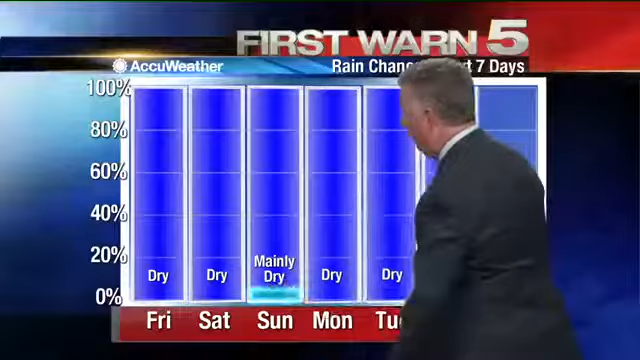 FIRST WARN 5
AccuWeather
Rain Chanc t 7 Days
100%
80%
60%
40%
20%
0%
Dry
Dry
Mainly
Dry
Dry
Dry
Fri Sat Sun Mon Tu